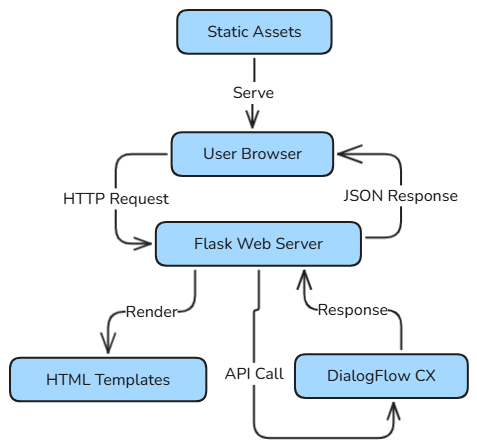 Static Assets
Serve
User Browser
HTTP Request
JSON Response
Flask Web Server
Render
Response
API Call
HTML Templates
DialogFlow CX